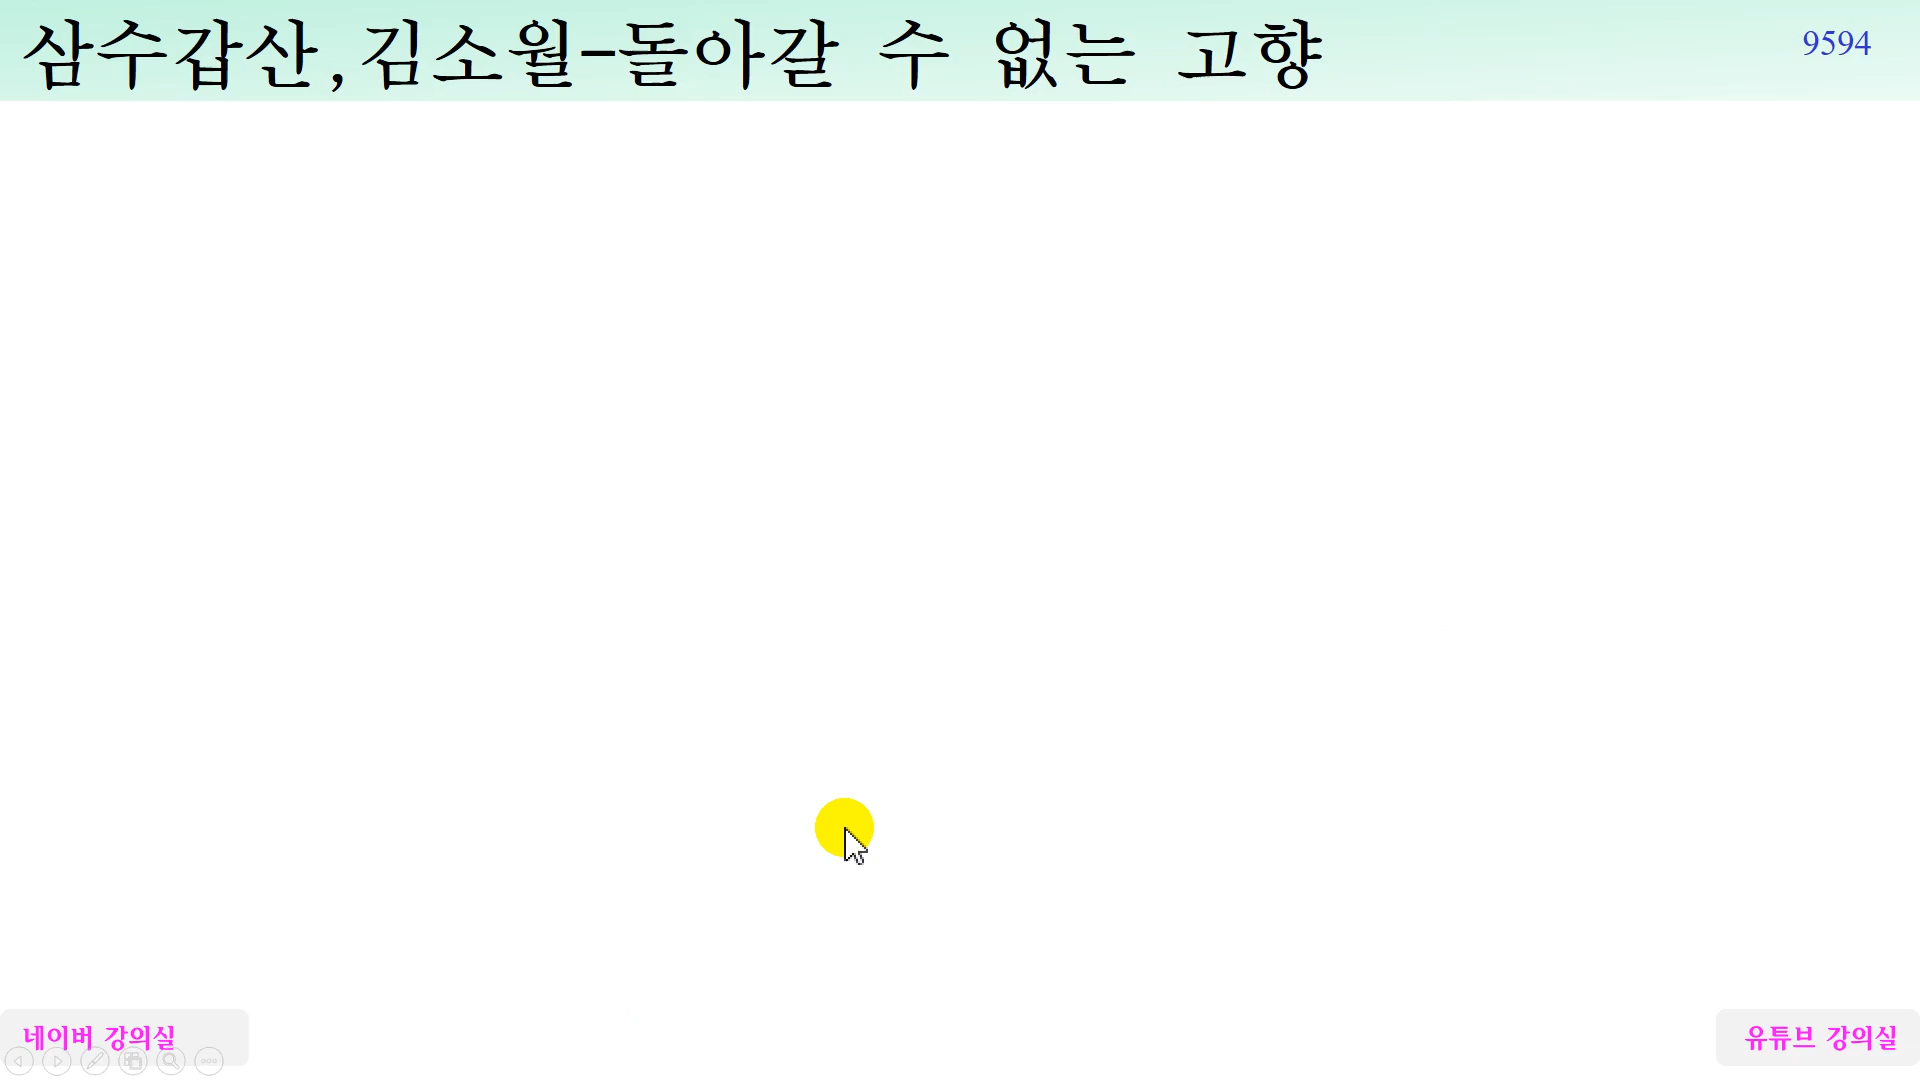 삼수갑산,김소월-돌아갈 수 없는 고향
9594
네이버 강의실
유튜브 강의실